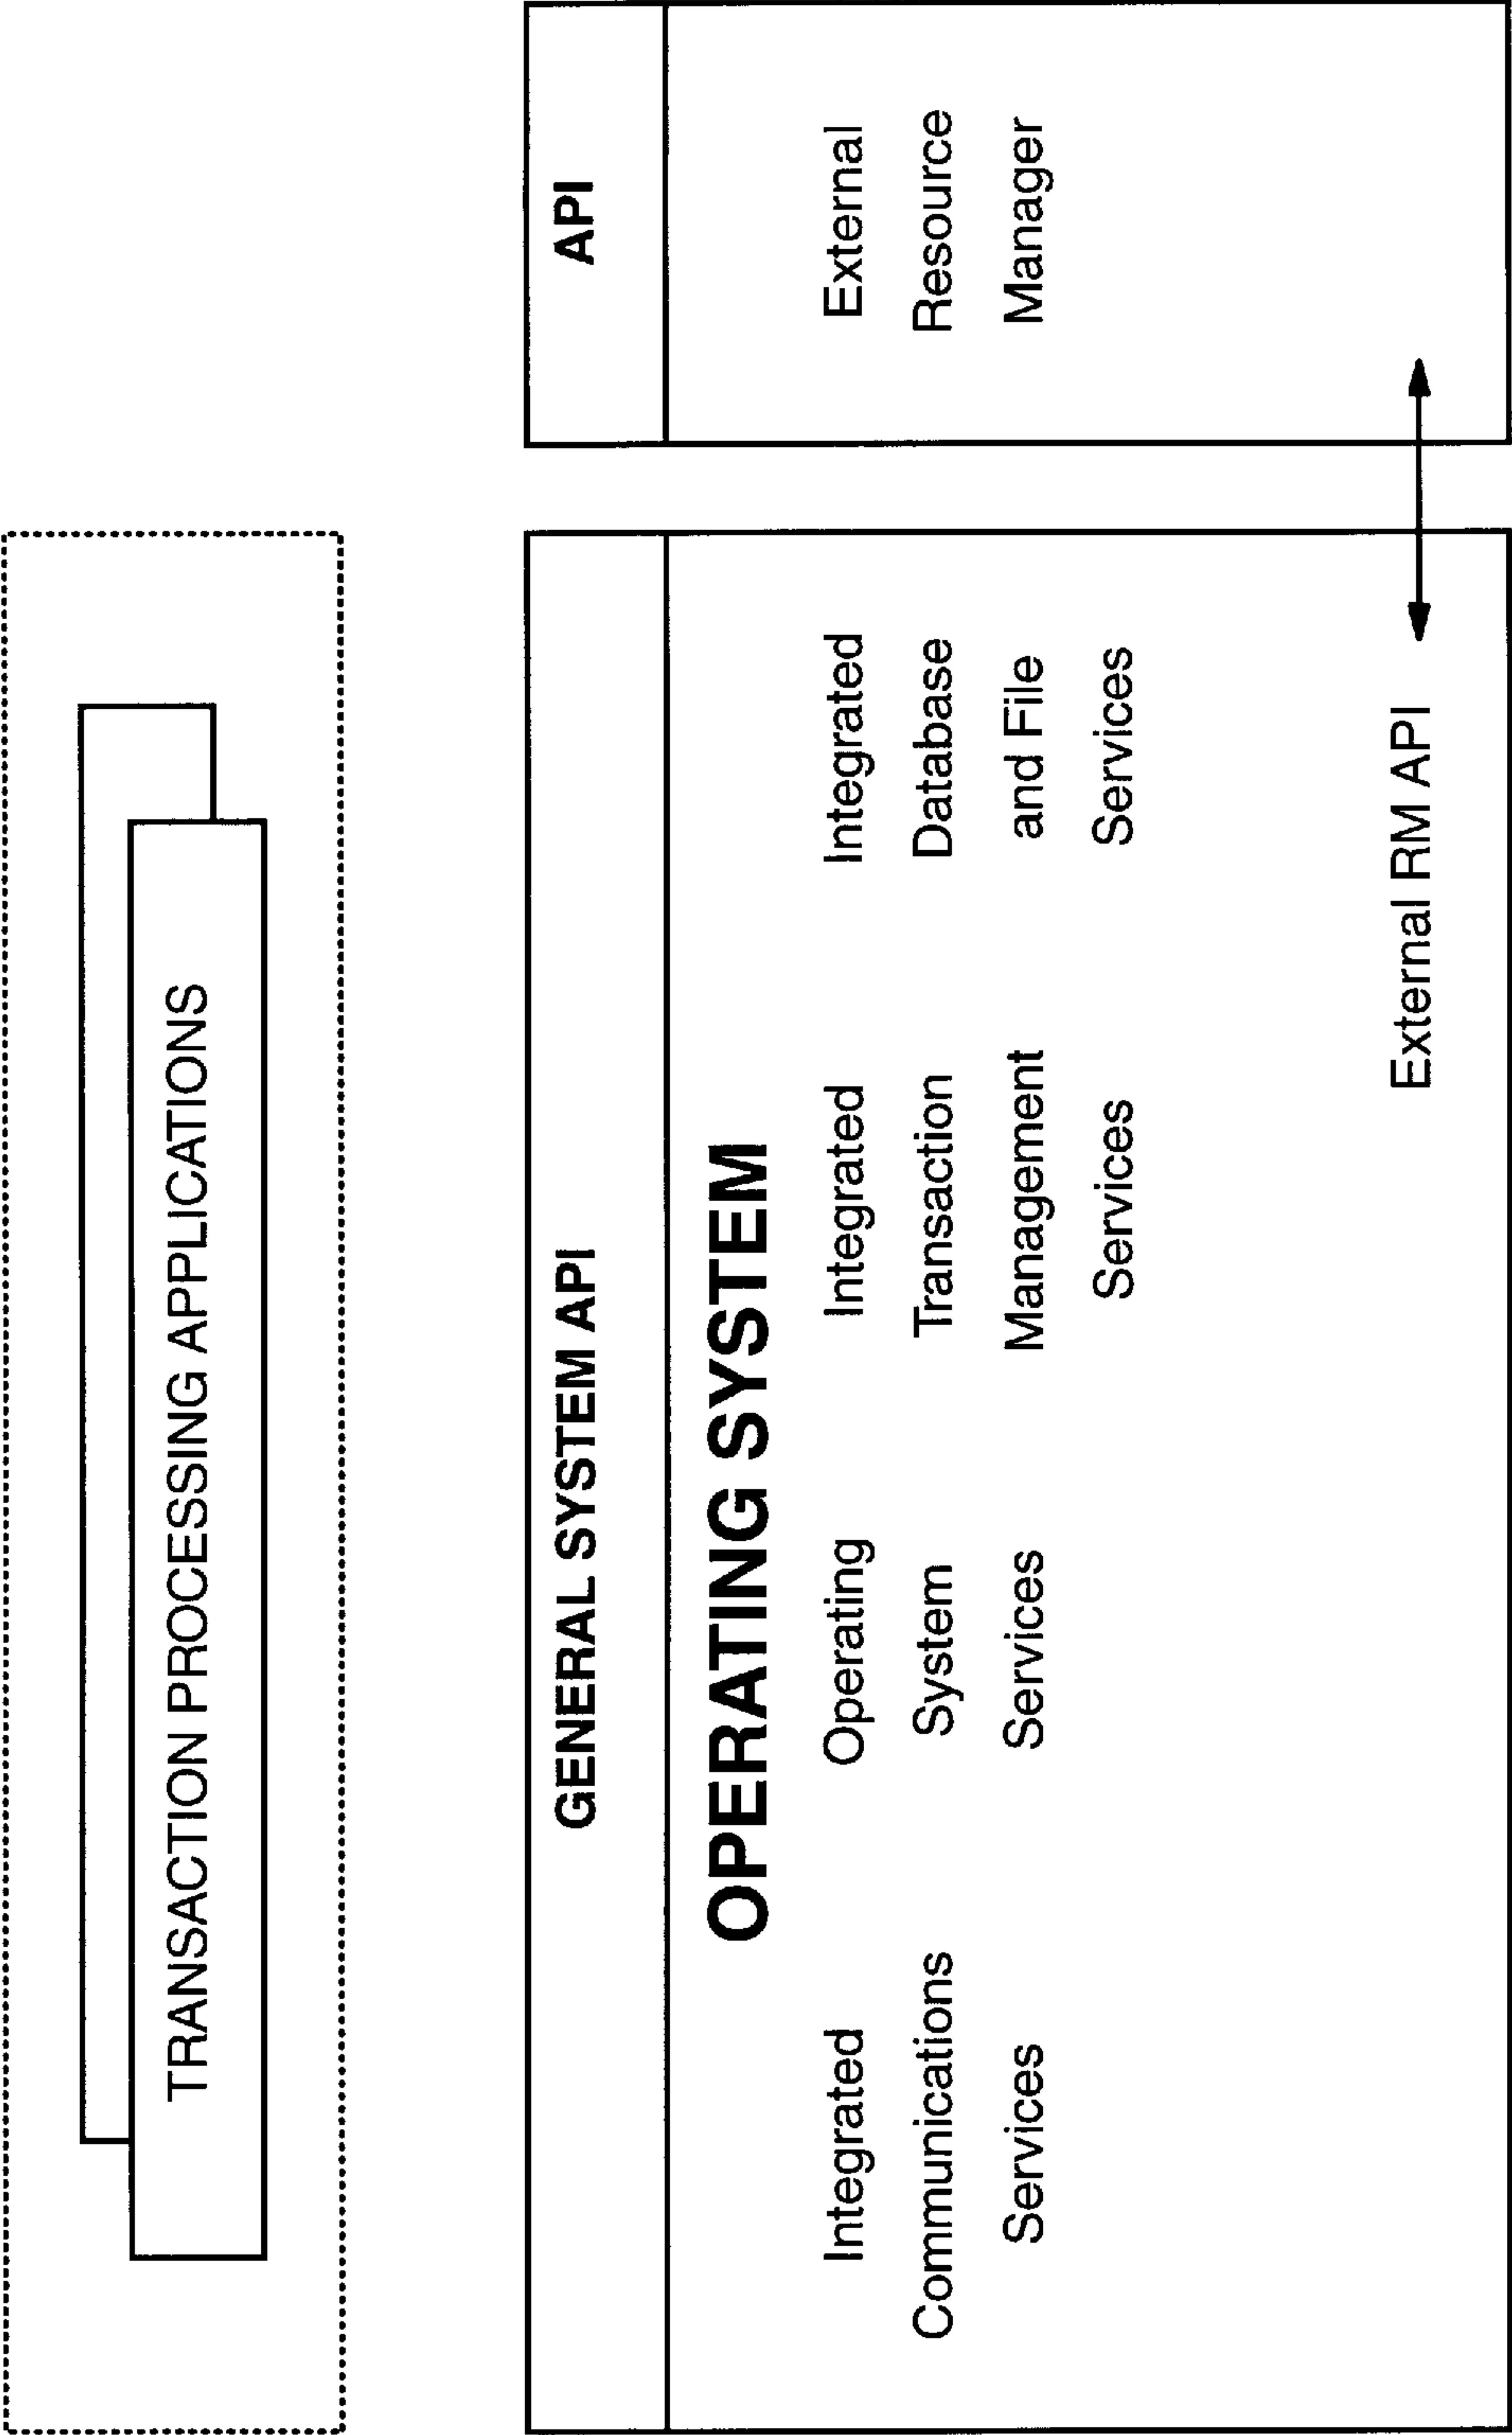 TRANSACTION PROCESSING APPLICATIONS
GENERAL SYSTEM API
OPERATING SYSTEM
Integrated
Communications
Services
Operating
System
Services
Integrated
Transaction
Management
Services
Integrated
Database
and File
Services
External RM API
API
External
Resource
Manager